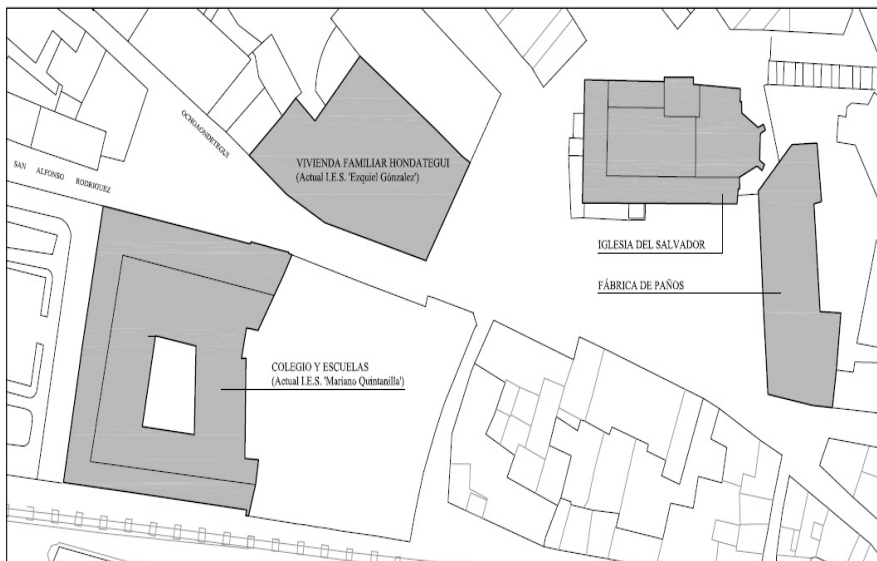 OCHOAONDETEGUI
VIVIENDA FAMILIAR HONDATEGUI
(Actual I.E.S. 'Ezquiel Gónzalez')
SAN ALFONSO RODRIGUEZ
IGLESIA DEL SALVADOR
FÁBRICA DE PAÑOS
COLEGIO Y ESCUELAS
(Actual I.E.S. 'Mariano Quintanilla')